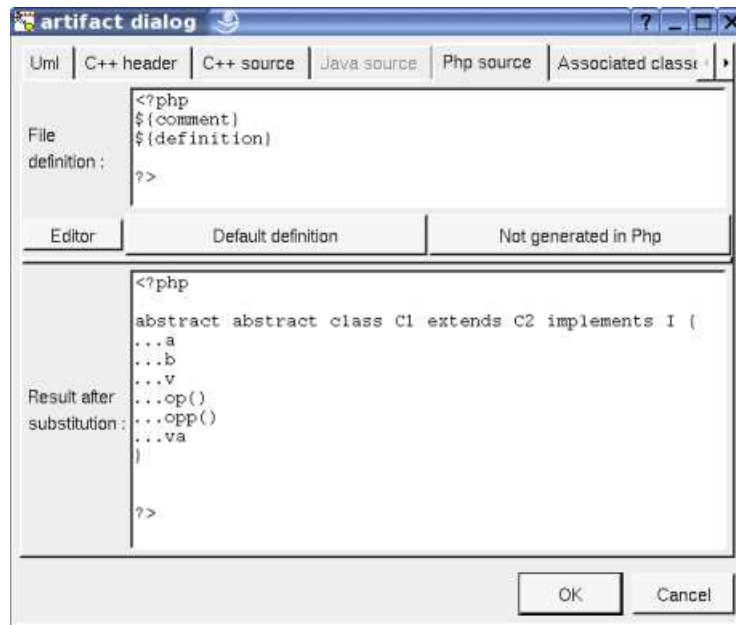 artifact dialog
Uml C++ header C++ source Java source Php source Associated classe
File
definition :
<?php
${comment}
${definition}
?>
Editor Default definition Not generated in Php
Result after
substitution :
<?php
abstract abstract class C1 extends C2 implements I {
...a
...b
...v
...op()
...opp()
...va
}
?>
OK Cancel